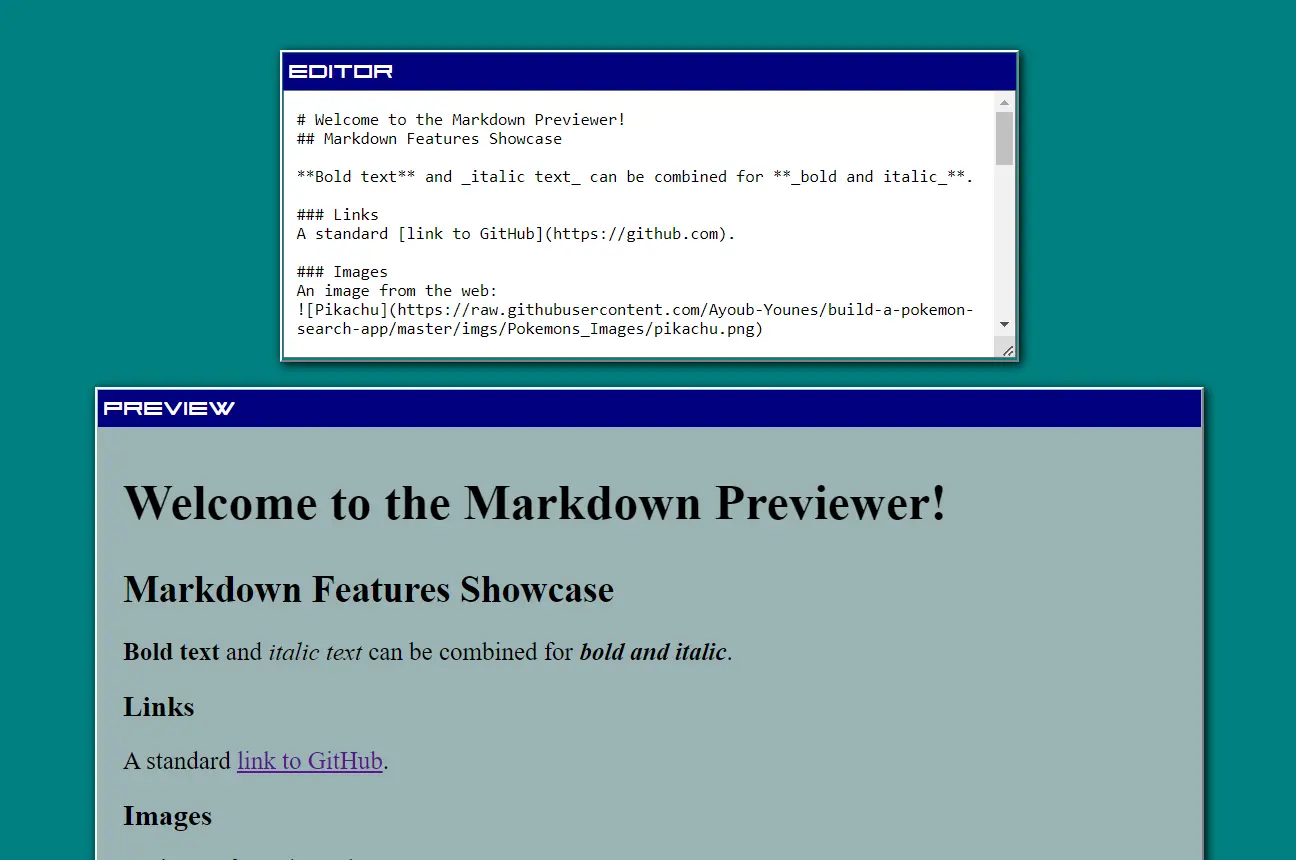 EDITOR
# Welcome to the Markdown Previewer!
## Markdown Features Showcase
**Bold text** and _italic text_ can be combined for **_bold and italic_**.
### Links
A standard [link to GitHub](https://github.com).
### Images
An image from the web:
![Pikachu](https://raw.githubusercontent.com/Ayoub-Younes/build-a-pokemon-
search-app/master/imgs/Pokemons_Images/pikachu.png)
PREVIEW
Welcome to the Markdown Previewer!
Markdown Features Showcase
Bold text and italic text can be combined for bold and italic.
Links
A standard link to GitHub.
Images